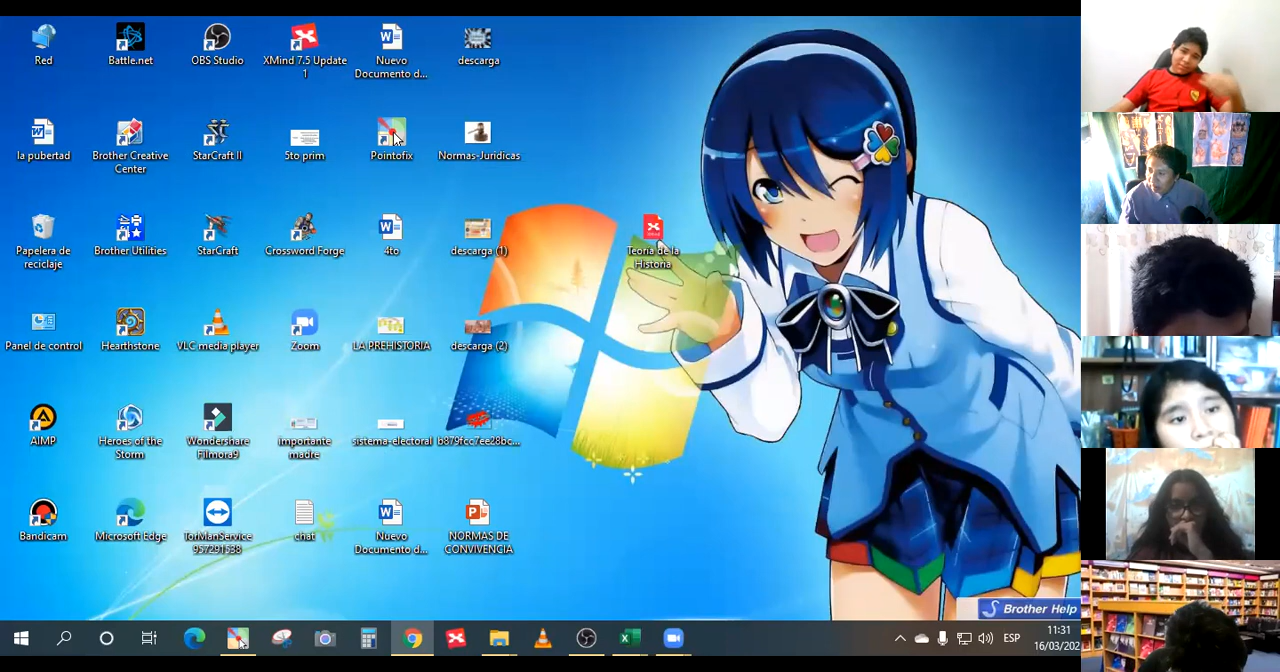 Red
Battle.net
OBS Studio
XMind 7.5 Update
1
Nuevo
Documento d...
descarga
la pubertad
Brother Creative
Center
StarCraft II
5to prim
Pointofix
Normas-Juridicas
Papelera de
reciclaje
Brother Utilities
StarCraft
Crossword Forge
4to
descarga (1)
Teoria de la
Historia
Panel de control
Hearthstone
VLC media player
Zoom
LA PREHISTORIA
descarga (2)
AIMP
Heroes of the
Storm
Wondershare
Filmora9
importante
madre
sistema-electoral
b879fcc7ee28bc...
Bandicam
Microsoft Edge
TorManService
957291538
chat
Nuevo
Documento d...
NORMAS DE
CONVIVENCIA
Brother Help
ESP
11:31
16/03/202